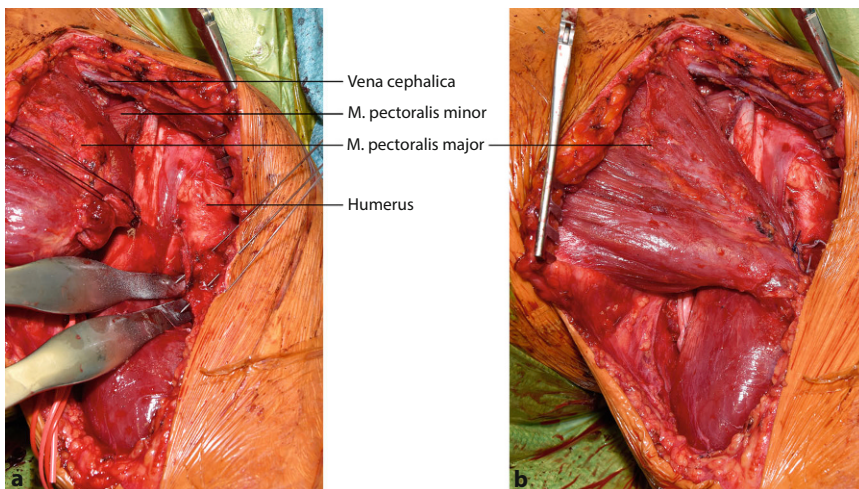 Vena cephalica
M. pectoralis minor
M. pectoralis major
Humerus
a
b